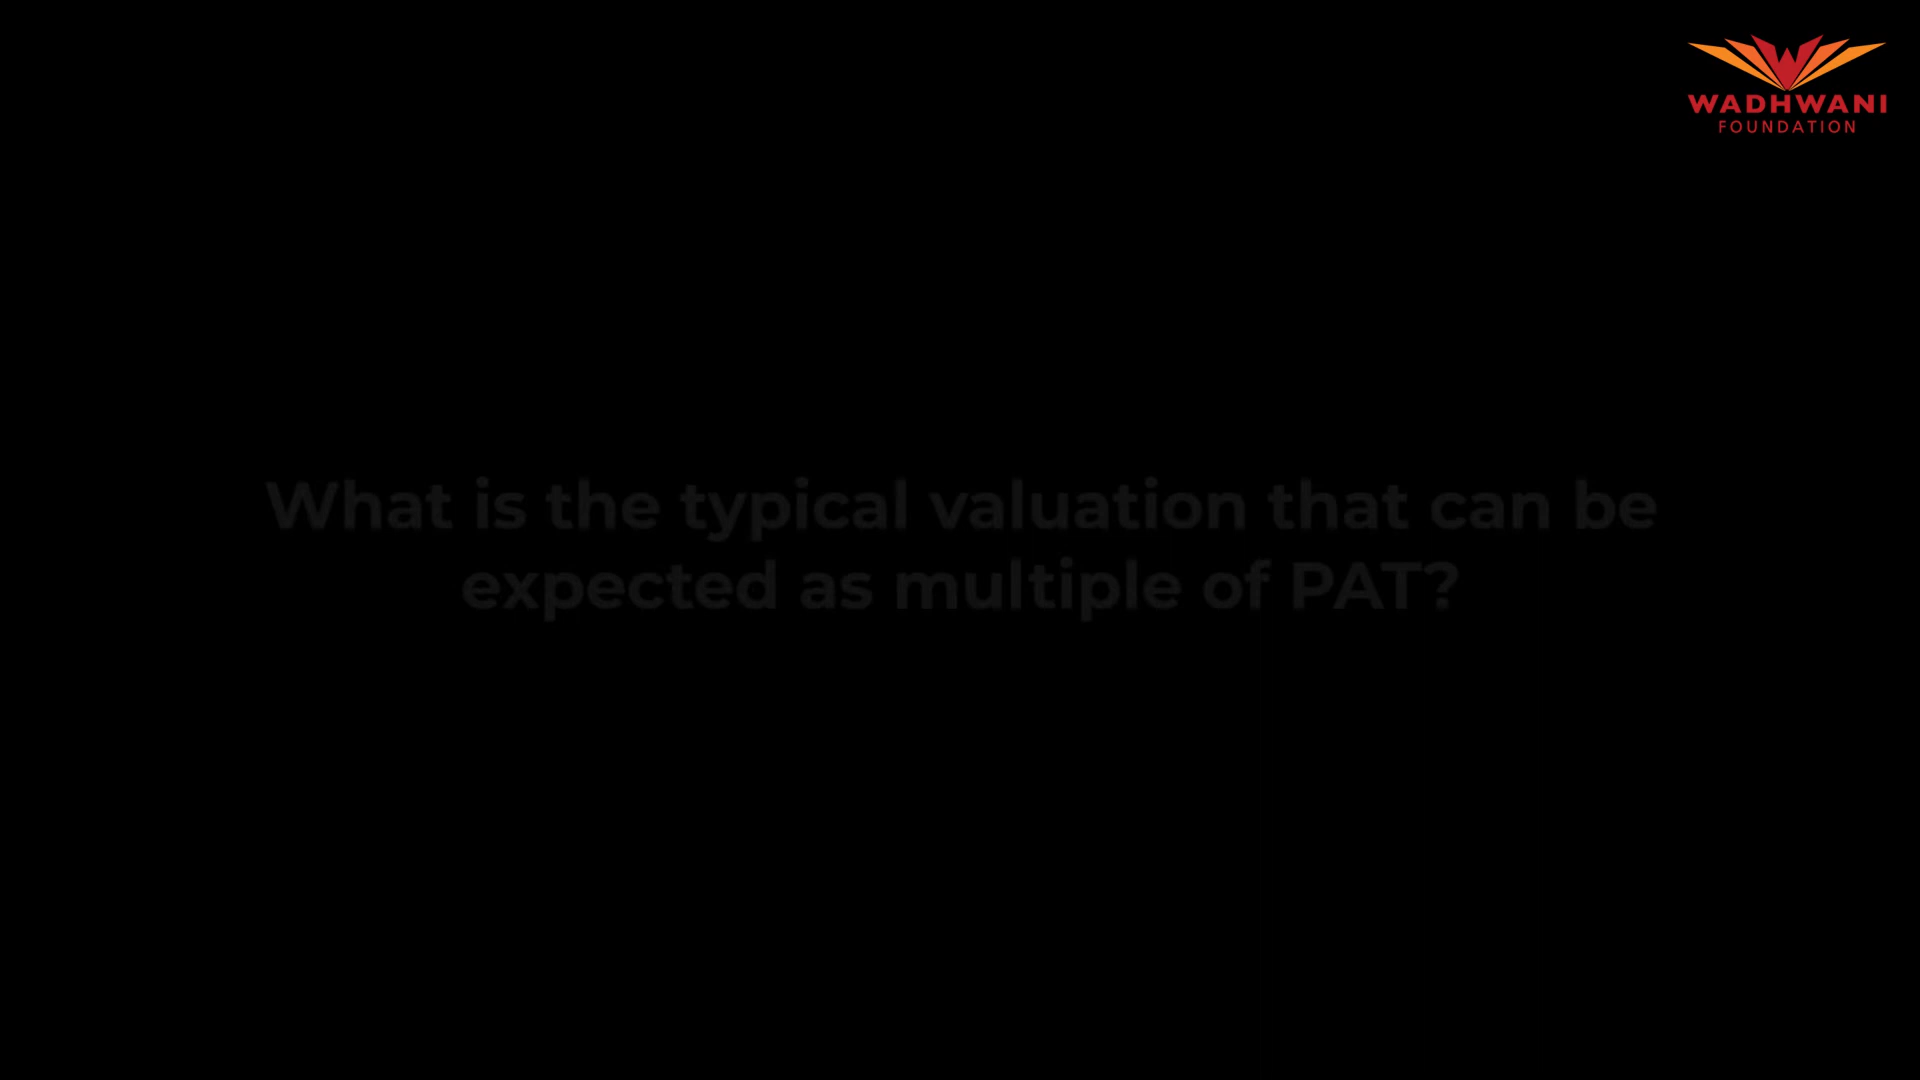 WADHWANI
FOUNDATION
What is the typical valuation that can be
expected as multiple of PAT?